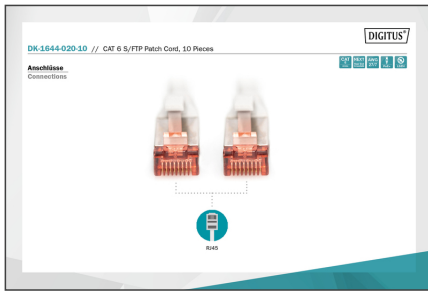 DIGITUS®
DK-1644-020-10 // CAT 6 S/FTP Patch Cord, 10 Pieces
Anschlüsse
Connections
RJ45